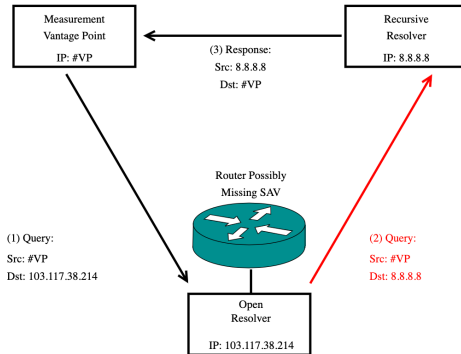 Measurement
Vantage Point
IP: #VP
Recursive
Resolver
IP: 8.8.8.8
(3) Response:
Src: 8.8.8.8
Dst: #VP
Router Possibly
Missing SAV
(1) Query:
Src: #VP
Dst: 103.117.38.214
(2) Query:
Src: #VP
Dst: 8.8.8.8
Open
Resolver
IP: 103.117.38.214